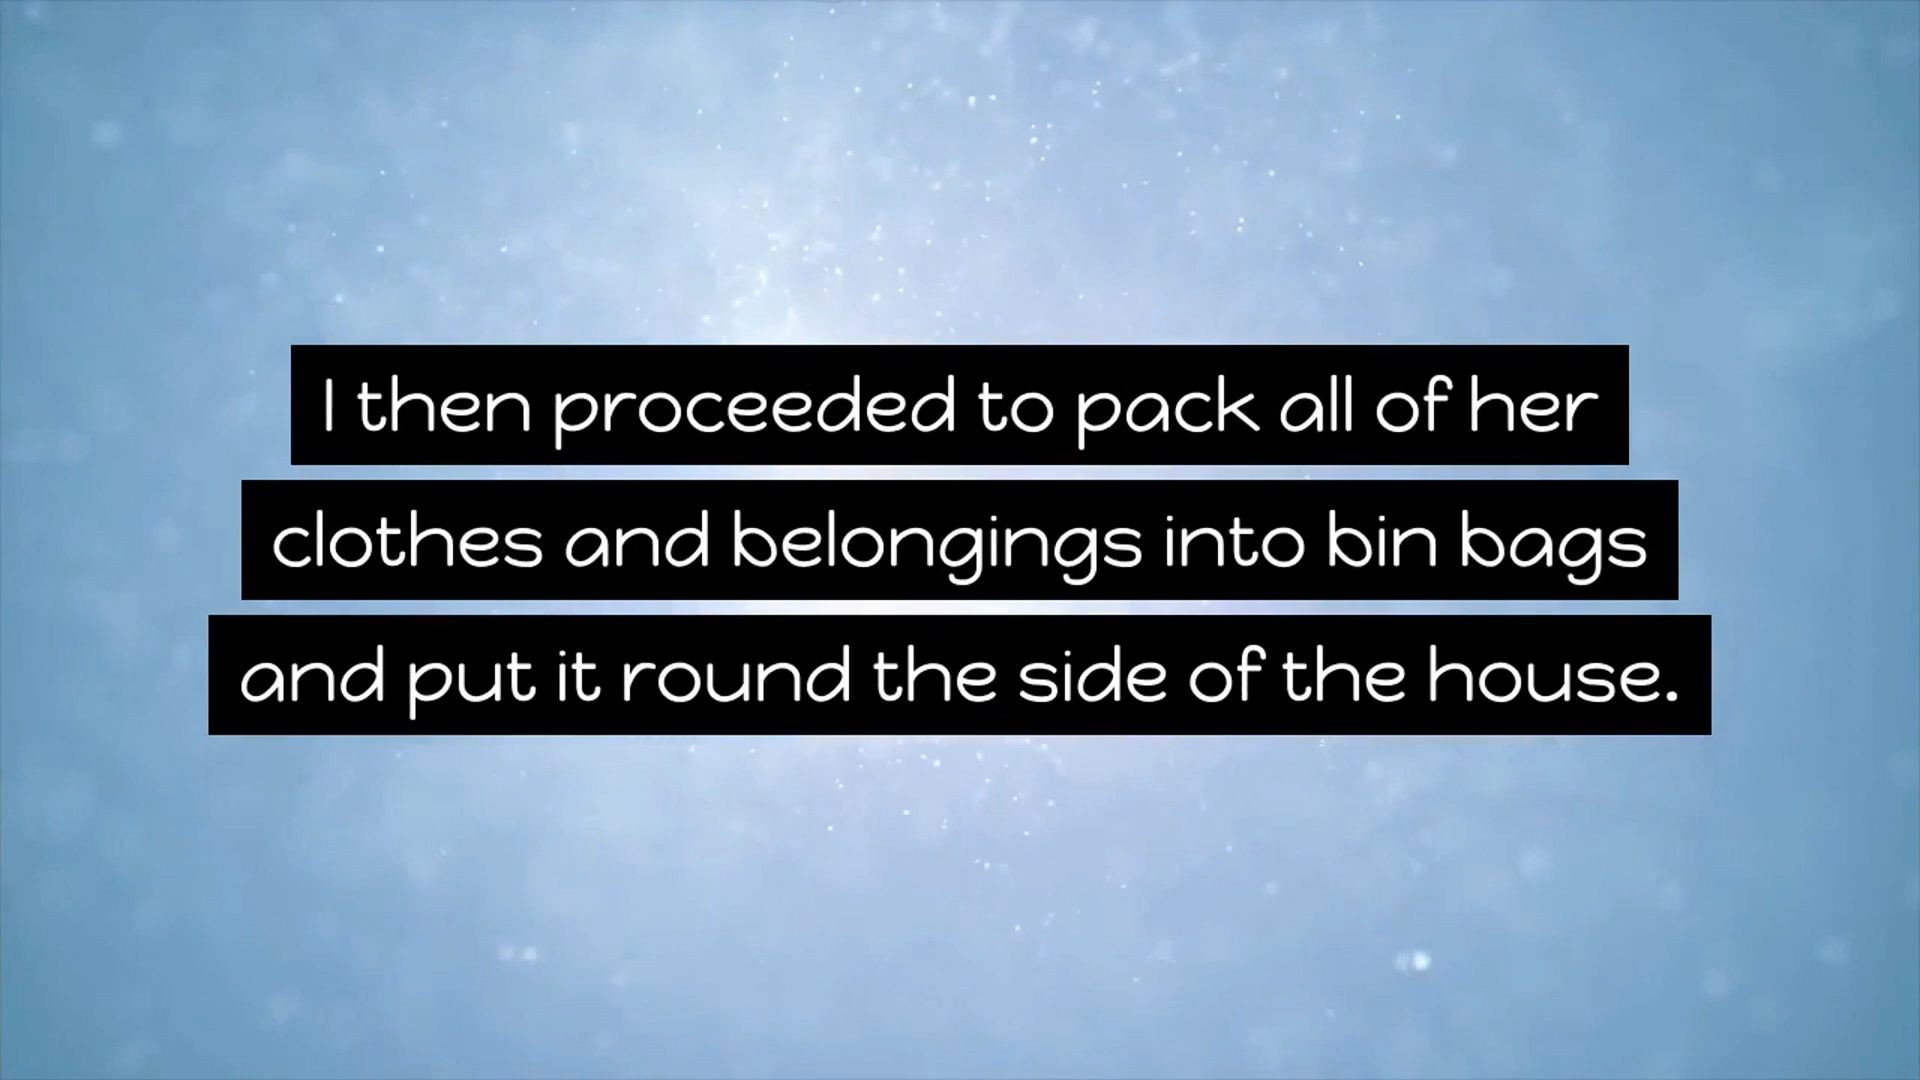 I then proceeded to pack all of her
clothes and belongings into bin bags
and put it round the side of the house.